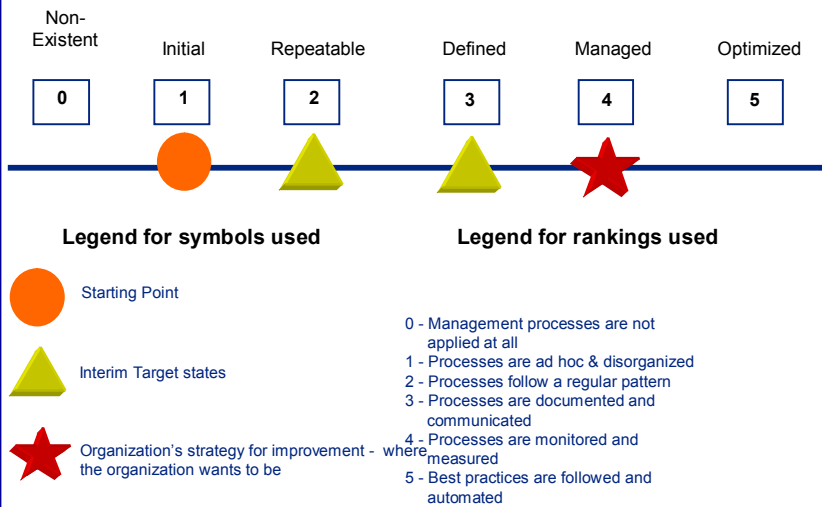 Non-
Existent
Initial
Repeatable
Defined
Managed
Optimized
0
1
2
3
4
5
Legend for symbols used
Starting Point
Interim Target states
Organization's strategy for improvement - where
the organization wants to be
Legend for rankings used
0 - Management processes are not
applied at all
1 - Processes are ad hoc & disorganized
2 - Processes follow a regular pattern
3 - Processes are documented and
communicated
4 - Processes are monitored and
measured
5 - Best practices are followed and
automated